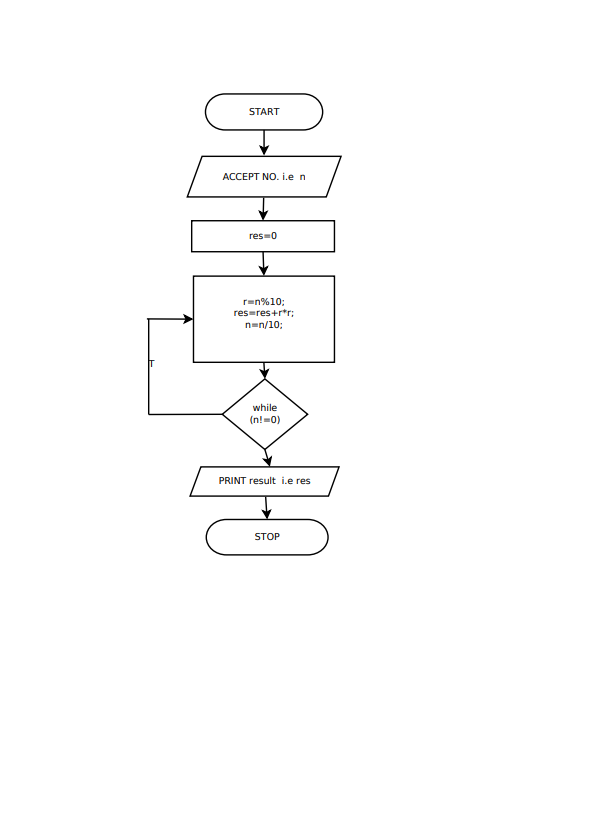 START
ACCEPT NO. i.e  n
res=0
r=n%10;
res=res+r*r;
n=n/10;
T
while
(n!=0)
PRINT result  i.e res
STOP